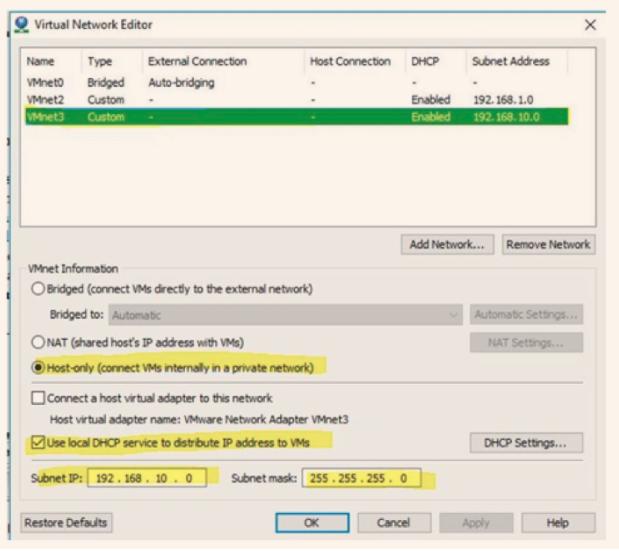 Virtual Network Editor
Name Type External Connection Host Connection DHCP Subnet Address
VMnet0 Bridged Auto-bridging - - -
VMnet2 Custom - - Enabled 192.168.1.0
VMnet3 Custom - - Enabled 192.168.10.0
Add Network... Remove Network
VMnet Information
Bridged (connect VMs directly to the external network)
Bridged to: Automatic Automatic Settings...
NAT (shared host's IP address with VMs) NAT Settings...
Host-only (connect VMs internally in a private network)
Connect a host virtual adapter to this network
Host virtual adapter name: VMware Network Adapter VMnet3
Use local DHCP service to distribute IP address to VMs DHCP Settings...
Subnet IP: 192 . 168 . 10 . 0 Subnet mask: 255 . 255 . 255 . 0
Restore Defaults OK Cancel Apply Help